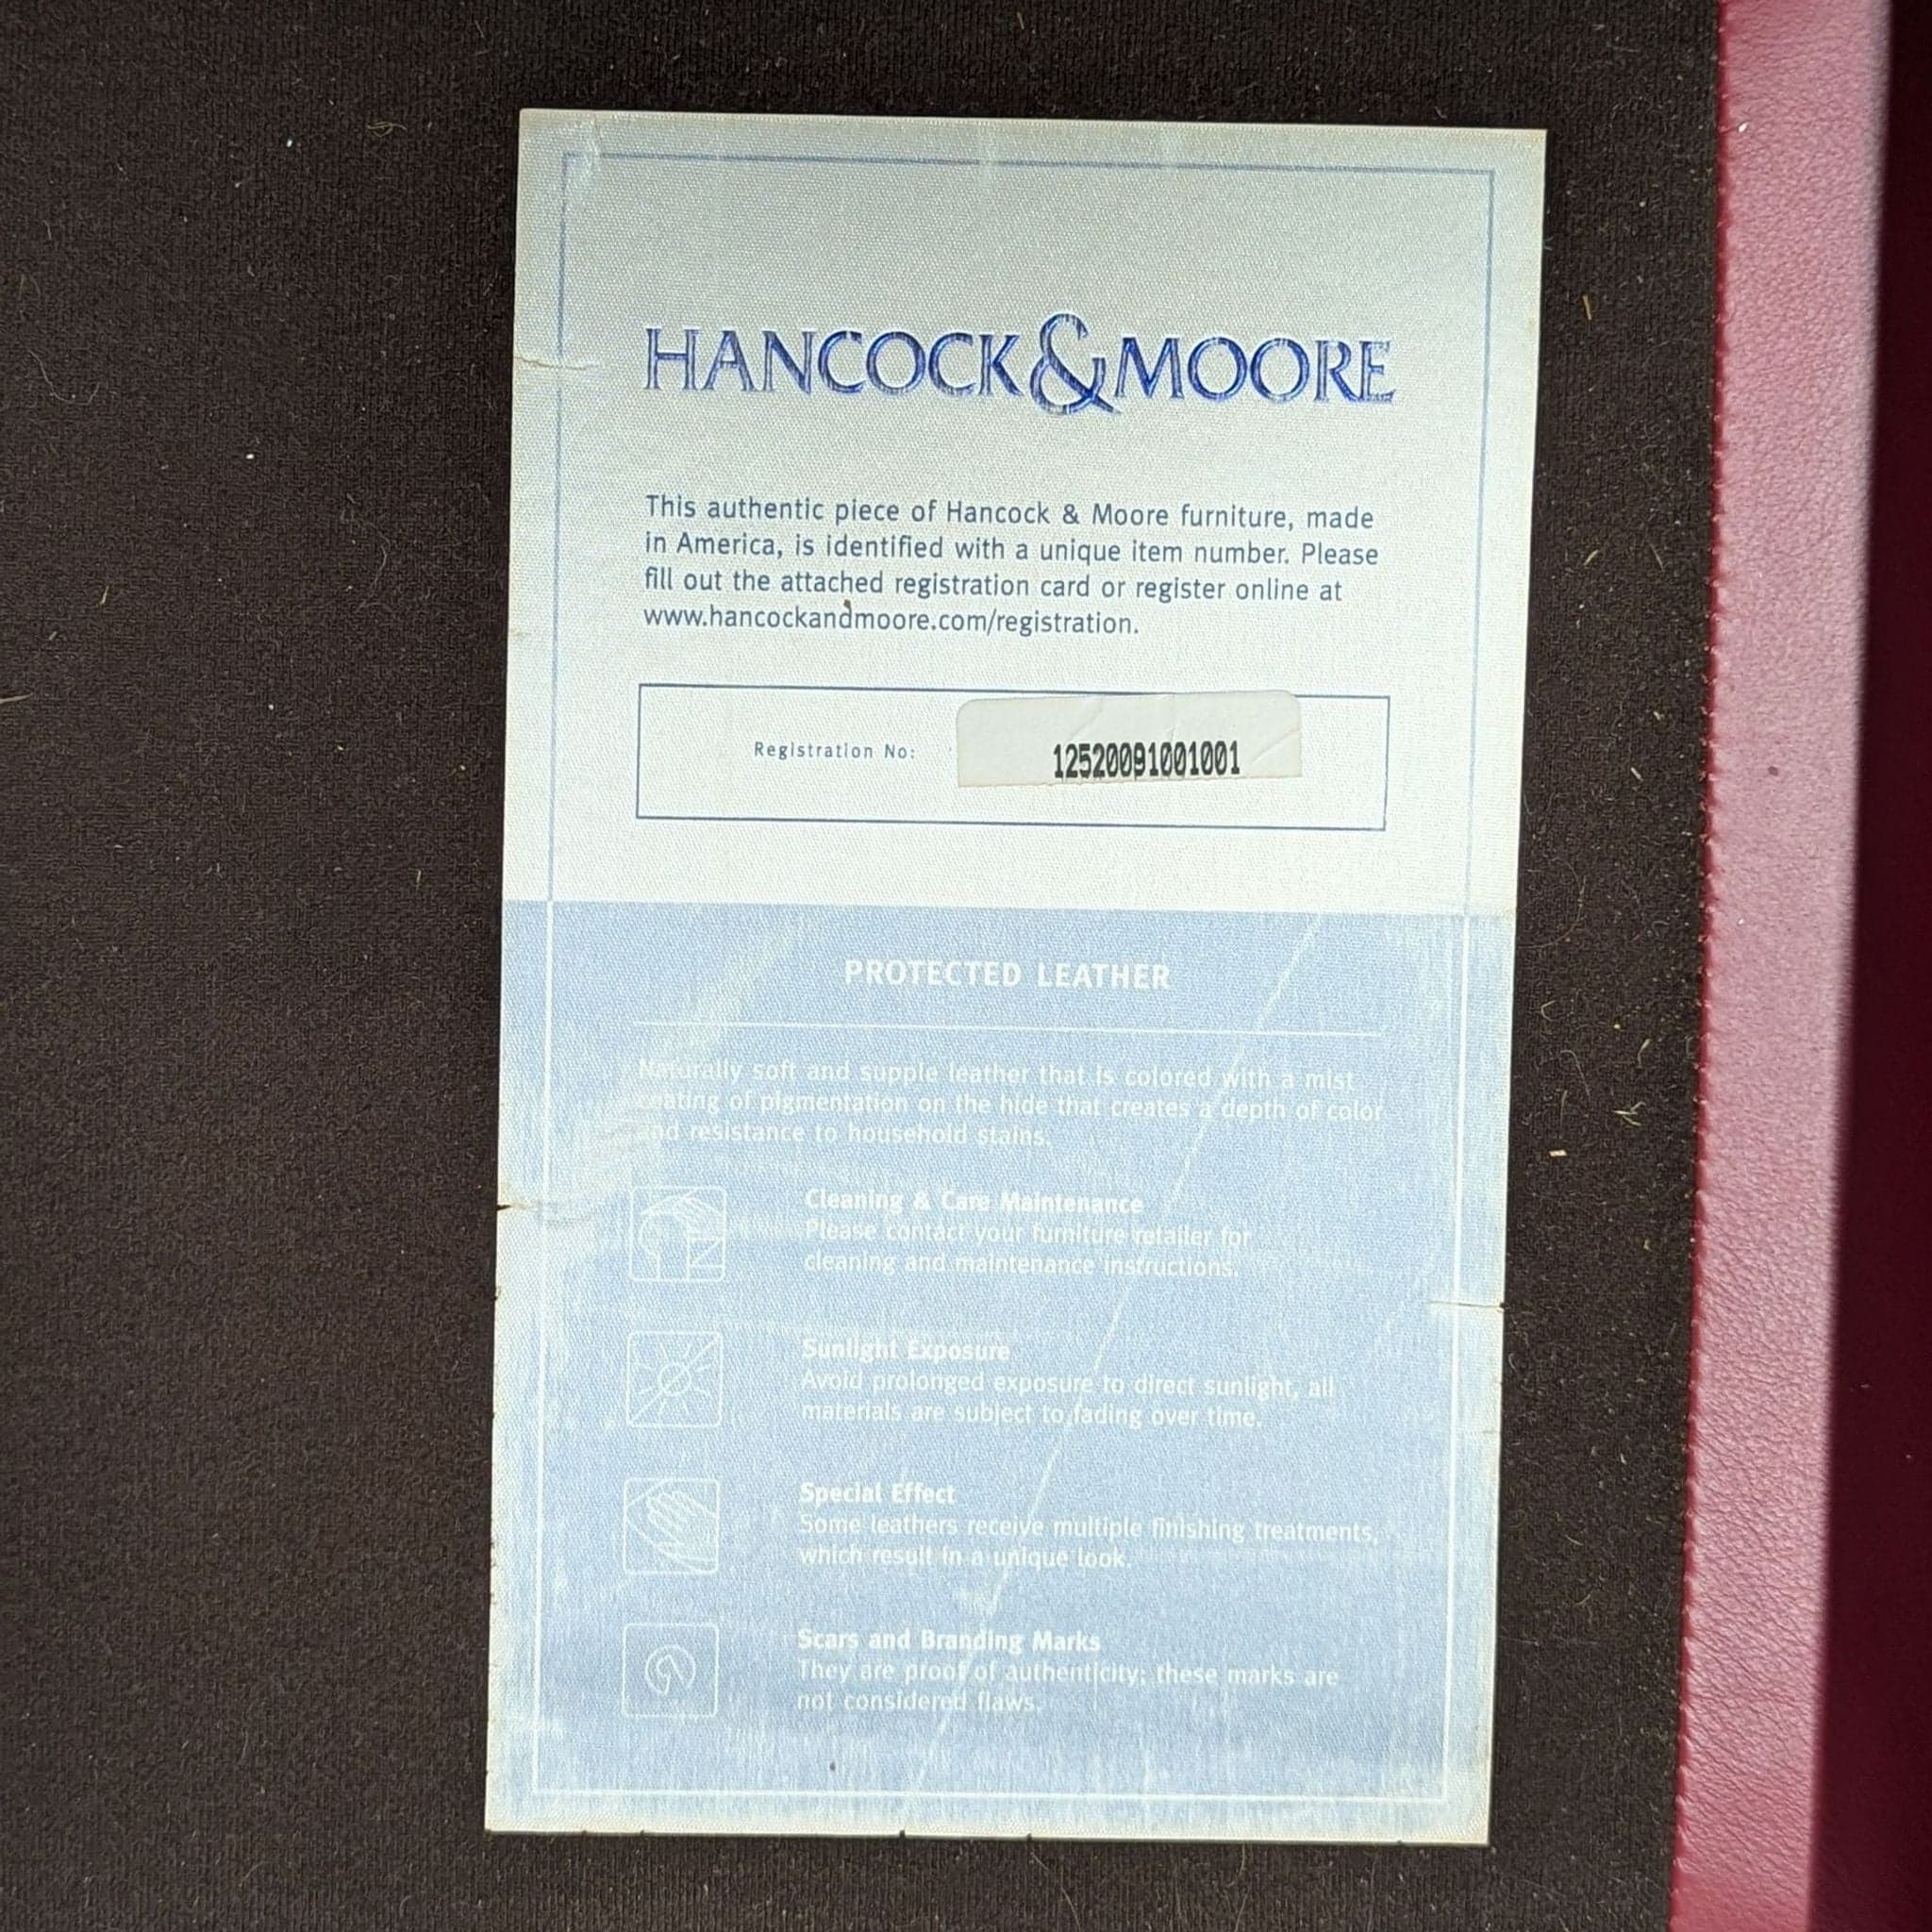 HANCOCK & MOORE
This authentic piece of Hancock & Moore furniture, made
in America, is identified with a unique item number. Please
fill out the attached registration card or register online at
www.hancockandmoore.com/registration.
Registration No: 12520091001001
PROTECTED LEATHER
Naturally soft and supple leather that is colored with a mist
coating of pigmentation on the hide that creates a depth of color
and resistance to household stains.
Cleaning & Care Maintenance
Please contact your furniture retailer for
cleaning and maintenance instructions.
Sunlight Exposure
Avoid prolonged exposure to direct sunlight, all
materials are subject to fading over time.
Special Effect
Some leathers receive multiple finishing treatments,
which result in a unique look.
Scars and Branding Marks
They are proof of authenticity; these marks are
not considered flaws.